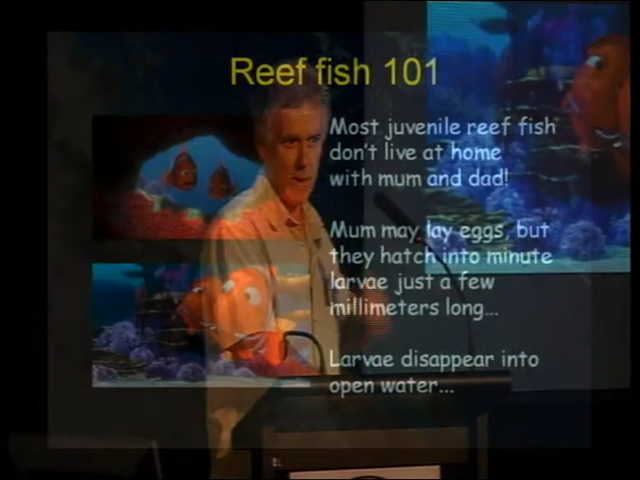 Reef fish 101
Most juvenile reef fish
don't live at home
with mum and dad!
Mum may lay eggs, but
they hatch into minute
larvae just a few
millimeters long...
Larvae disappear into
open water...